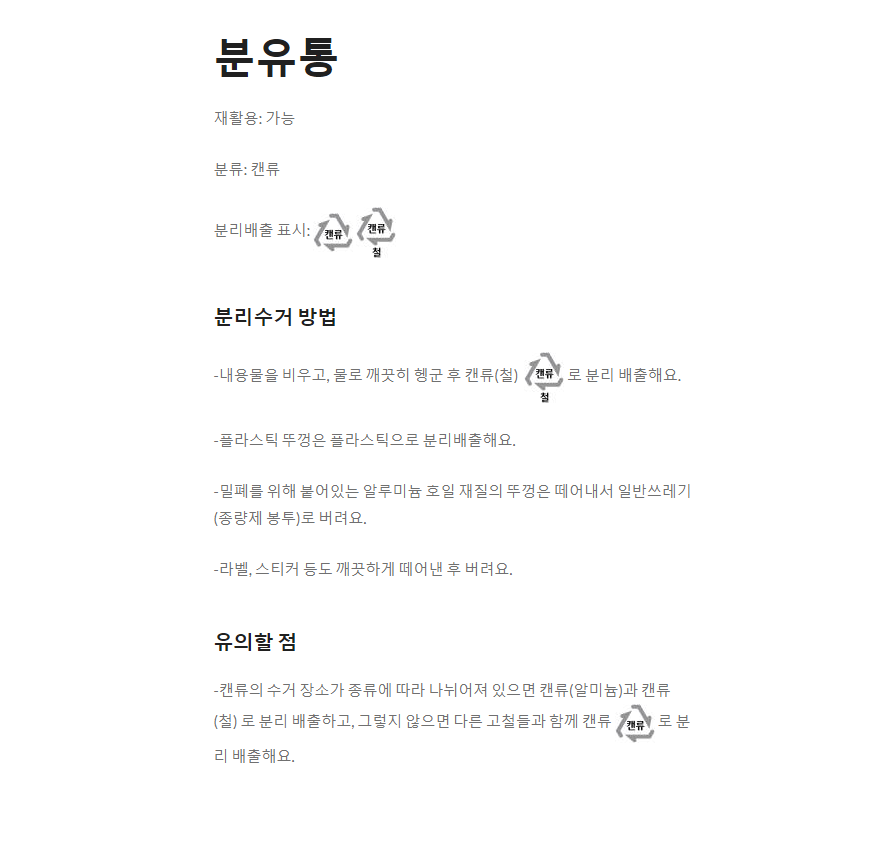 분유통
재활용: 가능
분류: 캔류
분리배출 표시: 캔류 캔류
철
분리수거 방법
-내용물을 비우고, 물로 깨끗히 헹군 후 캔류(철) 캔류 로 분리 배출해요.
철
-플라스틱 뚜껑은 플라스틱으로 분리배출해요.
-밀폐를 위해 붙어있는 알루미늄 호일 재질의 뚜껑은 떼어내서 일반쓰레기
(종량제 봉투)로 버려요.
-라벨, 스티커 등도 깨끗하게 떼어낸 후 버려요.
유의할 점
-캔류의 수거 장소가 종류에 따라 나뉘어져 있으면 캔류(알미늄)과 캔류
(철) 로 분리 배출하고, 그렇지 않으면 다른 고철들과 함께 캔류 캔류 로 분
리 배출해요.